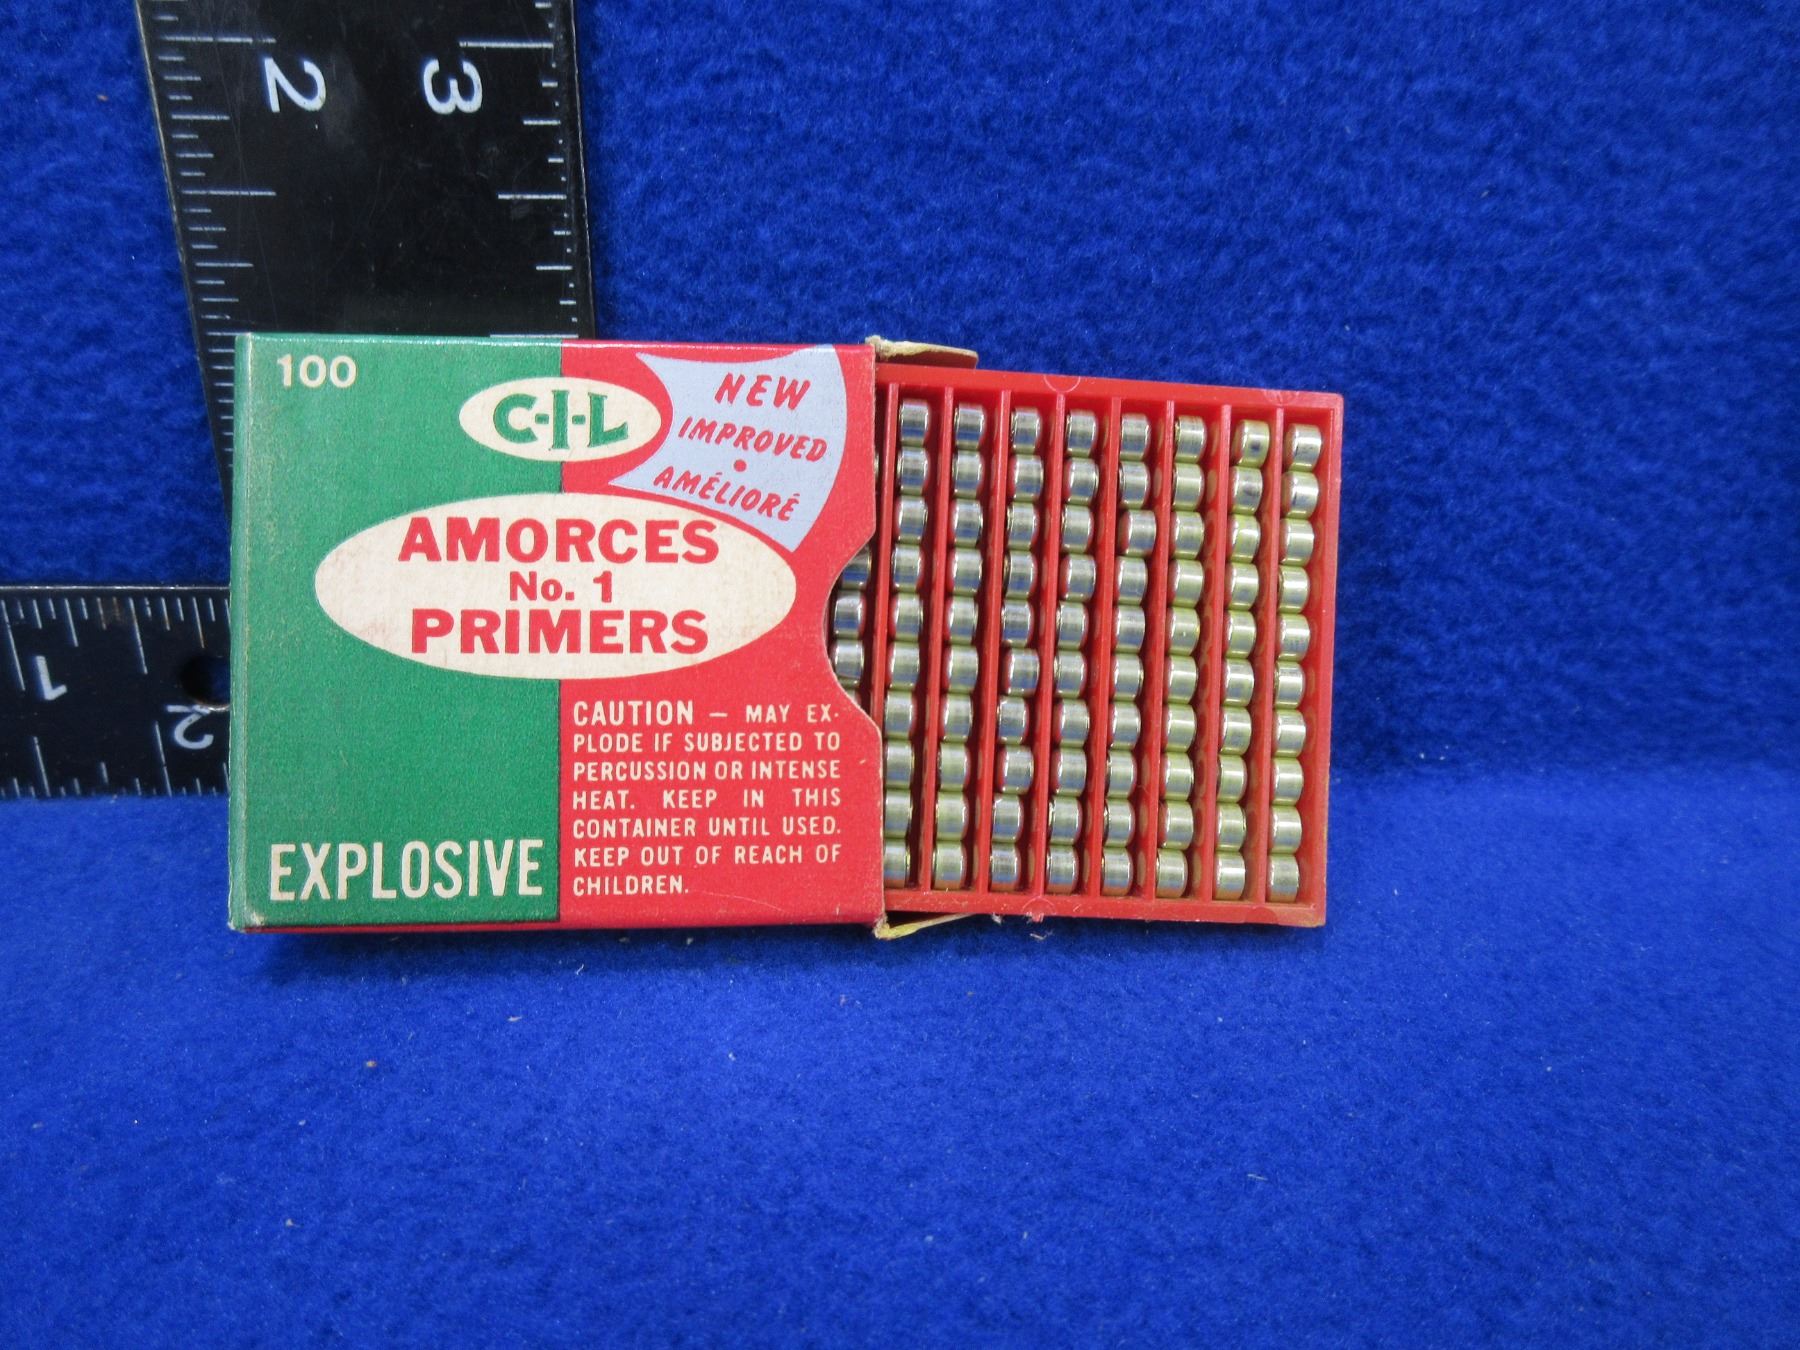 2 3
1
2
100
C-I-L
NEW
IMPROVED
•
AMÉLIORÉ
AMORCES
No. 1
PRIMERS
CAUTION – MAY EX-
PLODE IF SUBJECTED TO
PERCUSSION OR INTENSE
HEAT. KEEP IN THIS
CONTAINER UNTIL USED.
KEEP OUT OF REACH OF
CHILDREN.
EXPLOSIVE